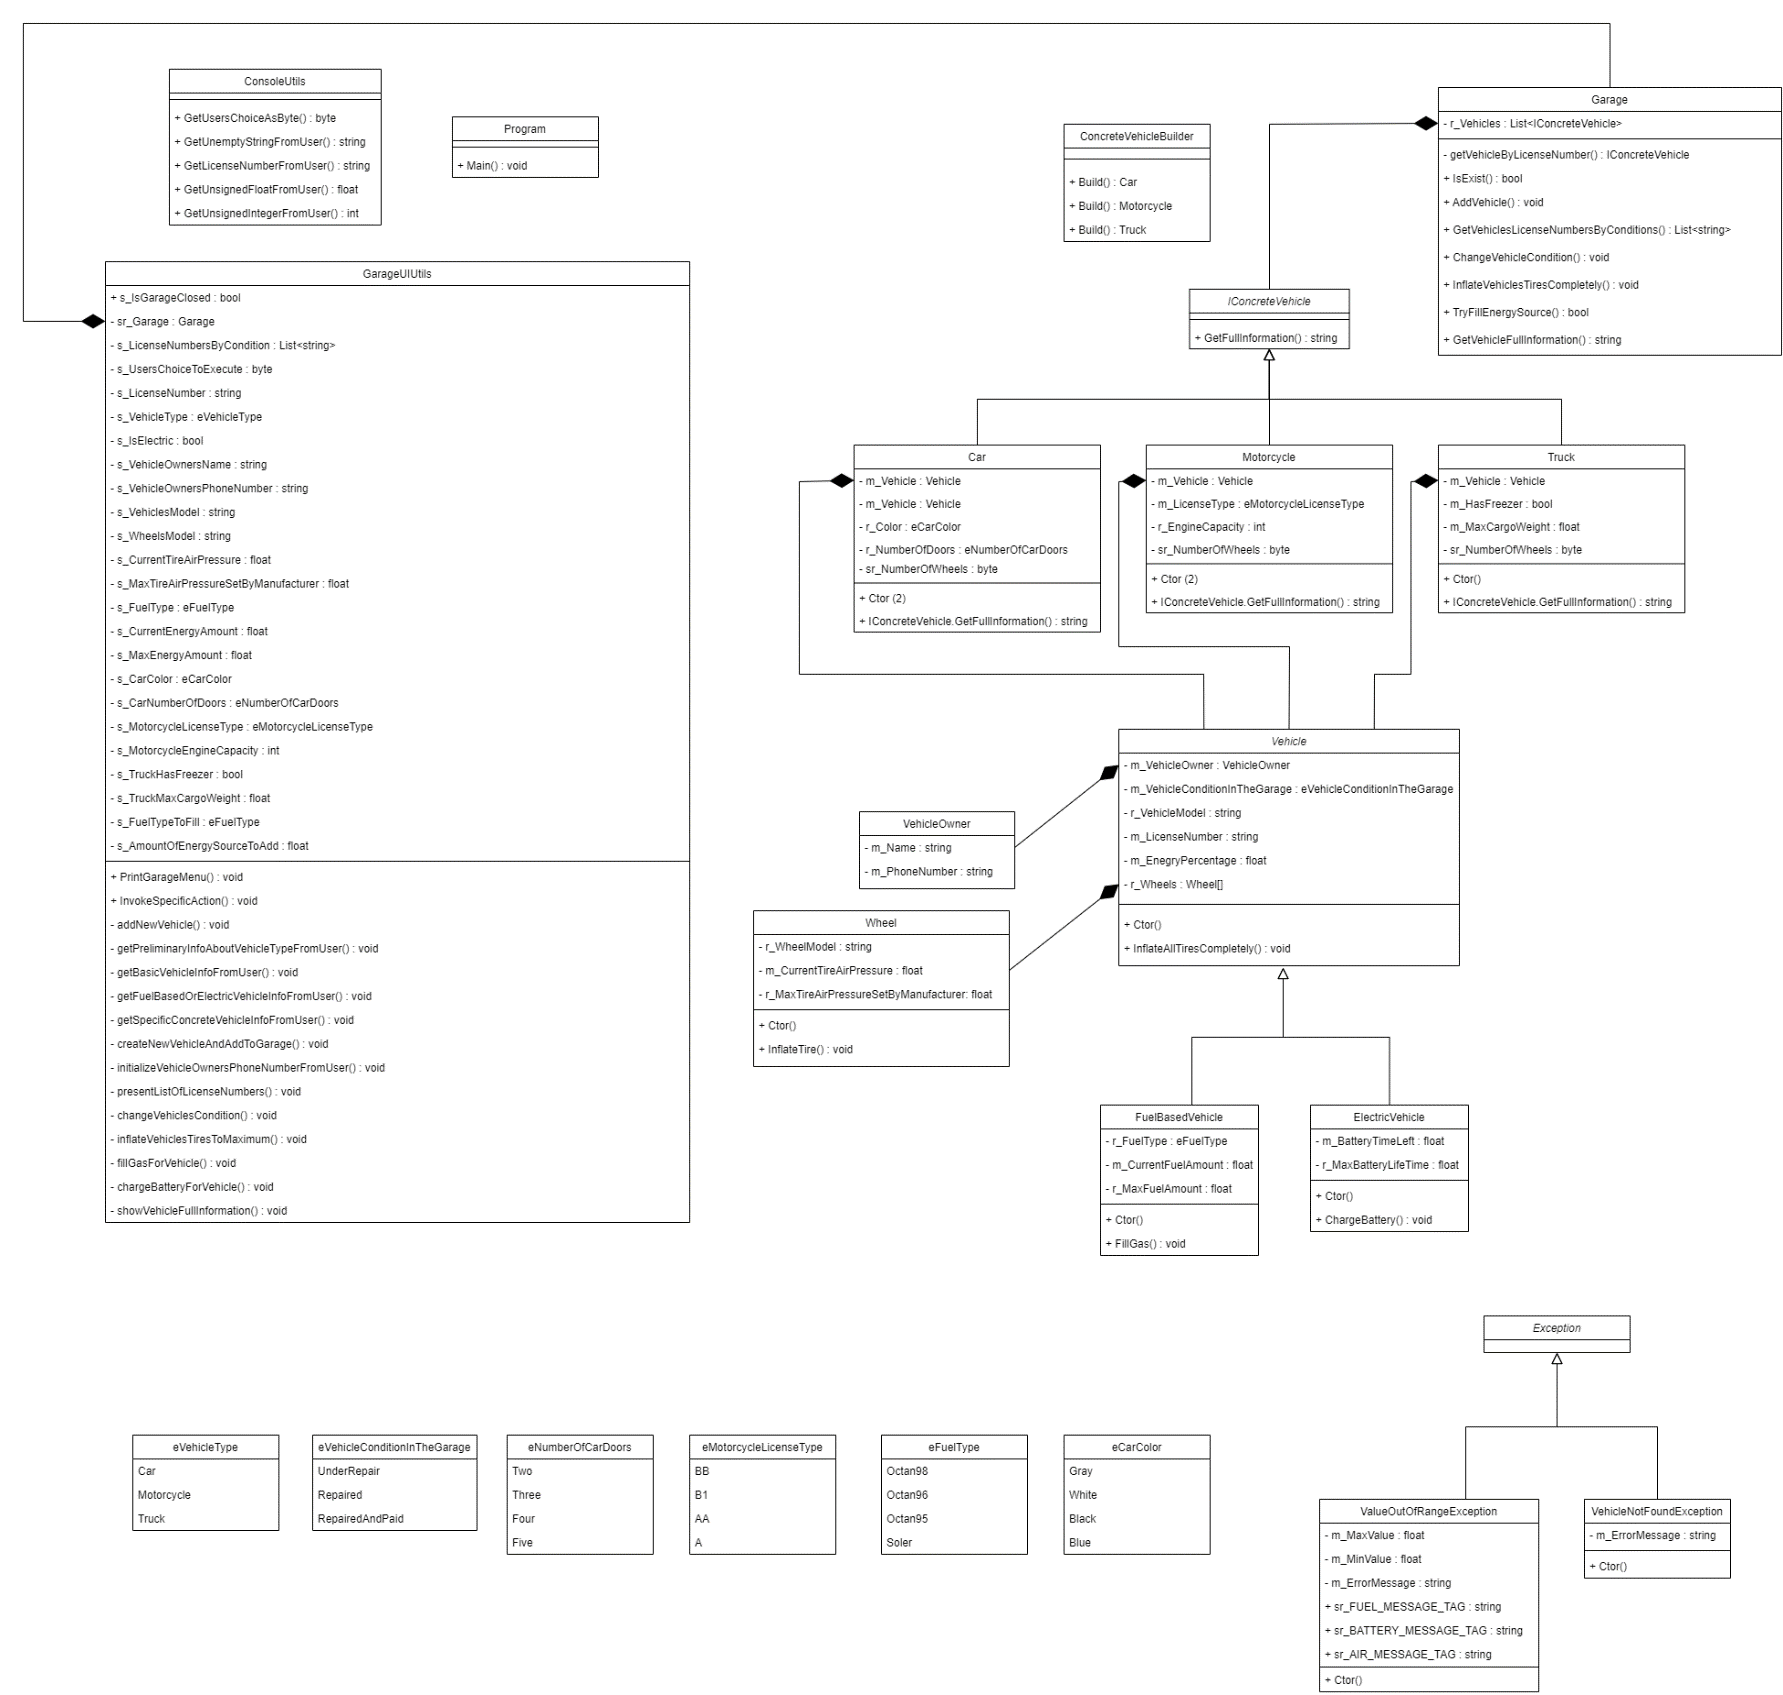 ConsoleUtils
+ GetUsersChoiceAsByte() : byte
+ GetUnemptyStringFromUser() : string
+ GetLicenseNumberFromUser() : string
+ GetUnsignedFloatFromUser() : float
+ GetUnsignedIntegerFromUser() : int
Program
+ Main() : void
ConcreteVehicleBuilder
+ Build() : Car
+ Build() : Motorcycle
+ Build() : Truck
Garage
- r_Vehicles : List<IConcreteVehicle>
- getVehicleByLicenseNumber() : IConcreteVehicle
+ IsExist() : bool
+ AddVehicle() : void
+ GetVehiclesLicenseNumbersByConditions() : List<string>
+ ChangeVehicleCondition() : void
+ InflateVehiclesTiresCompletely() : void
+ TryFillEnergySource() : bool
+ GetVehicleFullInformation() : string
GarageUIUtils
+ s_IsGarageClosed : bool
- sr_Garage : Garage
- s_LicenseNumbersByCondition : List<string>
- s_UsersChoiceToExecute : byte
- s_LicenseNumber : string
- s_VehicleType : eVehicleType
- s_IsElectric : bool
- s_VehicleOwnersName : string
- s_VehicleOwnersPhoneNumber : string
- s_VehiclesModel : string
- s_WheelsModel : string
- s_CurrentTireAirPressure : float
- s_MaxTireAirPressureSetByManufacturer : float
- s_FuelType : eFuelType
- s_CurrentEnergyAmount : float
- s_MaxEnergyAmount : float
- s_CarColor : eCarColor
- s_CarNumberOfDoors : eNumberOfCarDoors
- s_MotorcycleLicenseType : eMotorcycleLicenseType
- s_MotorcycleEngineCapacity : int
- s_TruckHasFreezer : bool
- s_TruckMaxCargoWeight : float
- s_FuelTypeToFill : eFuelType
- s_AmountOfEnergySourceToAdd : float
+ PrintGarageMenu() : void
+ InvokeSpecificAction() : void
- addNewVehicle() : void
- getPreliminaryInfoAboutVehicleTypeFromUser() : void
- getBasicVehicleInfoFromUser() : void
- getFuelBasedOrElectricVehicleInfoFromUser() : void
- getSpecificConcreteVehicleInfoFromUser() : void
- createNewVehicleAndAddToGarage() : void
- initializeVehicleOwnersPhoneNumberFromUser() : void
- presentListOfLicenseNumbers() : void
- changeVehiclesCondition() : void
- inflateVehiclesTiresToMaximum() : void
- fillGasForVehicle() : void
- chargeBatteryForVehicle() : void
- showVehicleFullInformation() : void
IConcreteVehicle
+ GetFullInformation() : string
Car
- m_Vehicle : Vehicle
- m_Vehicle : Vehicle
- r_Color : eCarColor
- r_NumberOfDoors : eNumberOfCarDoors
- sr_NumberOfWheels : byte
+ Ctor (2)
+ IConcreteVehicle.GetFullInformation() : string
Motorcycle
- m_Vehicle : Vehicle
- m_LicenseType : eMotorcycleLicenseType
- r_EngineCapacity : int
- sr_NumberOfWheels : byte
+ Ctor (2)
+ IConcreteVehicle.GetFullInformation() : string
Truck
- m_Vehicle : Vehicle
- m_HasFreezer : bool
- m_MaxCargoWeight : float
- sr_NumberOfWheels : byte
+ Ctor()
+ IConcreteVehicle.GetFullInformation() : string
Vehicle
- m_VehicleOwner : VehicleOwner
- m_VehicleConditionInTheGarage : eVehicleConditionInTheGarage
- r_VehicleModel : string
- m_LicenseNumber : string
- m_EnegryPercentage : float
- r_Wheels : Wheel[]
+ Ctor()
+ InflateAllTiresCompletely() : void
VehicleOwner
- m_Name : string
- m_PhoneNumber : string
Wheel
- r_WheelModel : string
- m_CurrentTireAirPressure : float
- r_MaxTireAirPressureSetByManufacturer: float
+ Ctor()
+ InflateTire() : void
FuelBasedVehicle
- r_FuelType : eFuelType
- m_CurrentFuelAmount : float
- r_MaxFuelAmount : float
+ Ctor()
+ FillGas() : void
ElectricVehicle
- m_BatteryTimeLeft : float
- r_MaxBatteryLifeTime : float
+ Ctor()
+ ChargeBattery() : void
Exception
eVehicleType
Car
Motorcycle
Truck
eVehicleConditionInTheGarage
UnderRepair
Repaired
RepairedAndPaid
eNumberOfCarDoors
Two
Three
Four
Five
eMotorcycleLicenseType
BB
B1
AA
A
eFuelType
Octan98
Octan96
Octan95
Soler
eCarColor
Gray
White
Black
Blue
ValueOutOfRangeException
- m_MaxValue : float
- m_MinValue : float
- m_ErrorMessage : string
+ sr_FUEL_MESSAGE_TAG : string
+ sr_BATTERY_MESSAGE_TAG : string
+ sr_AIR_MESSAGE_TAG : string
+ Ctor()
VehicleNotFoundException
- m_ErrorMessage : string
+ Ctor()